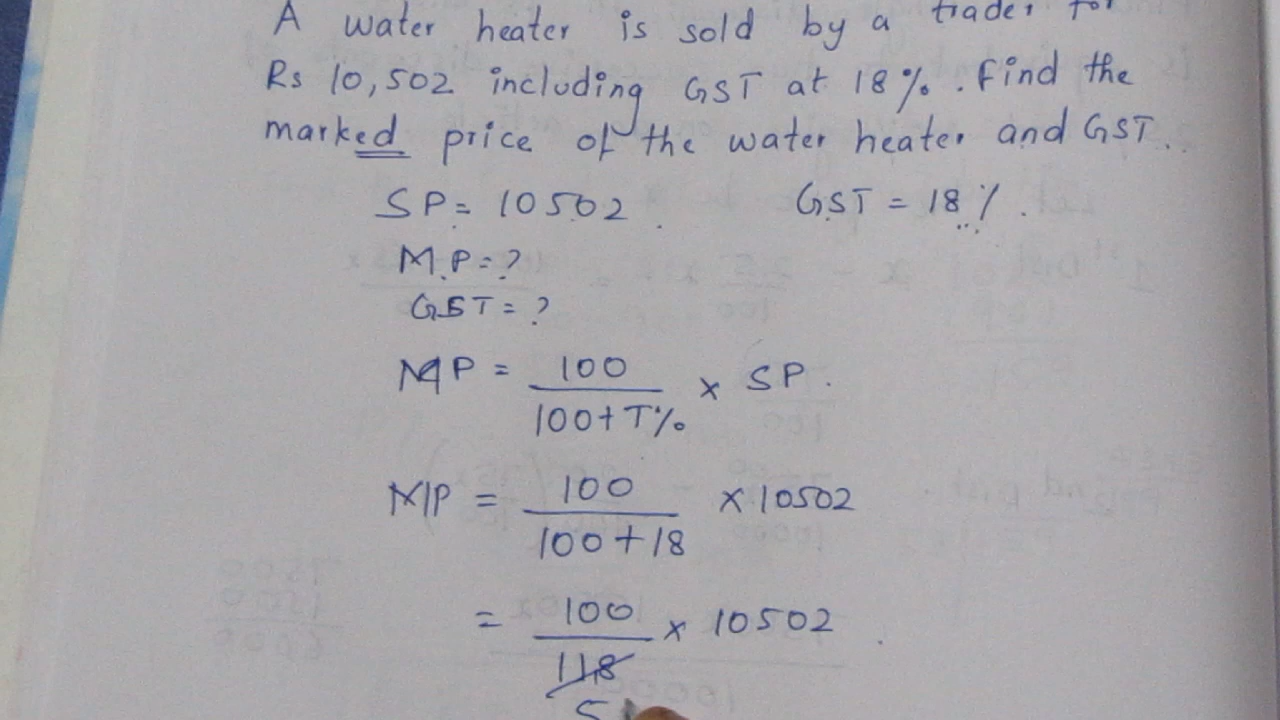 A water heater is sold by a trader for
Rs 10,502 including GST at 18%. Find the
marked price of the water heater and GST..
SP = 10502. GST = 18%.
M.P = ?
GST = ?
MP = 100 / 100+T% × SP.
MP = 100 / 100+18 × 10502
= 100 / 118 × 10502
5